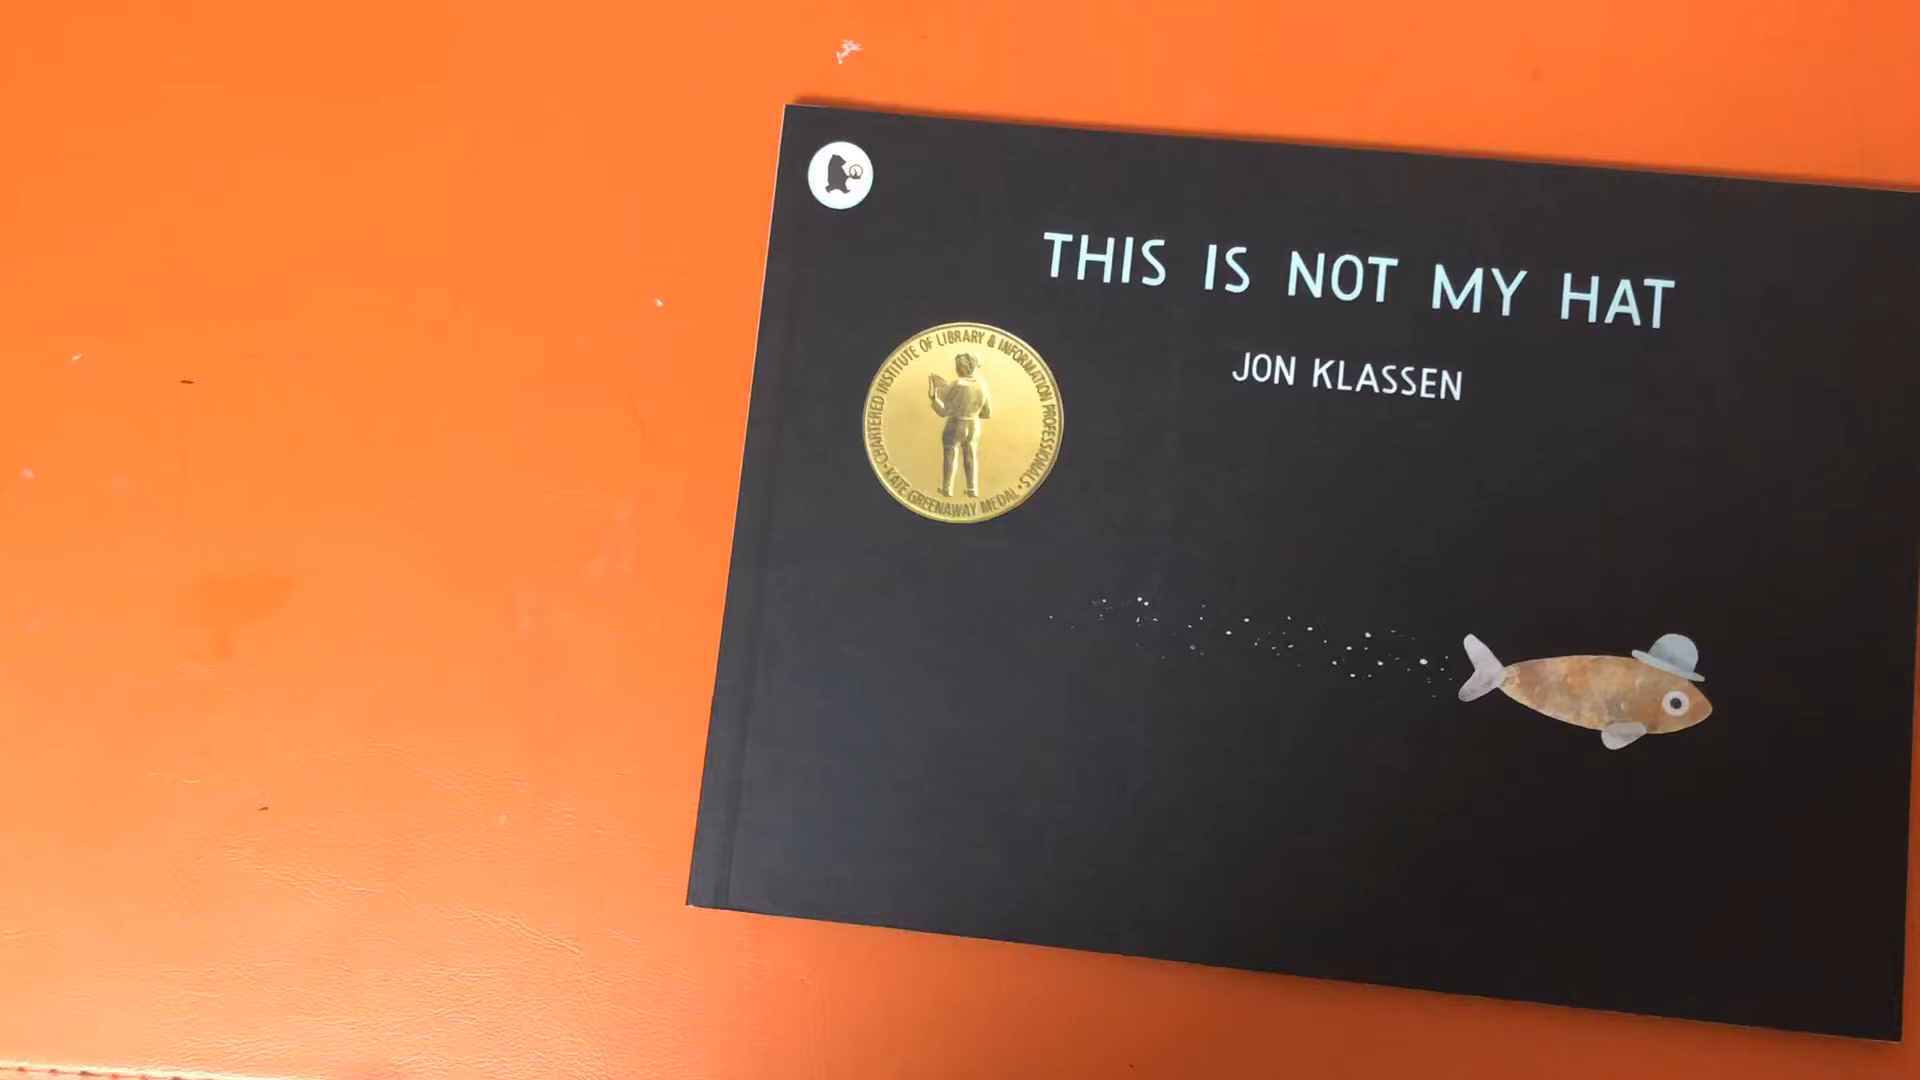 THIS IS NOT MY HAT
JON KLASSEN
CHARTERED INSTITUTE OF LIBRARY & INFORMATION PROFESSIONALS •
KATE GREENAWAY MEDAL •